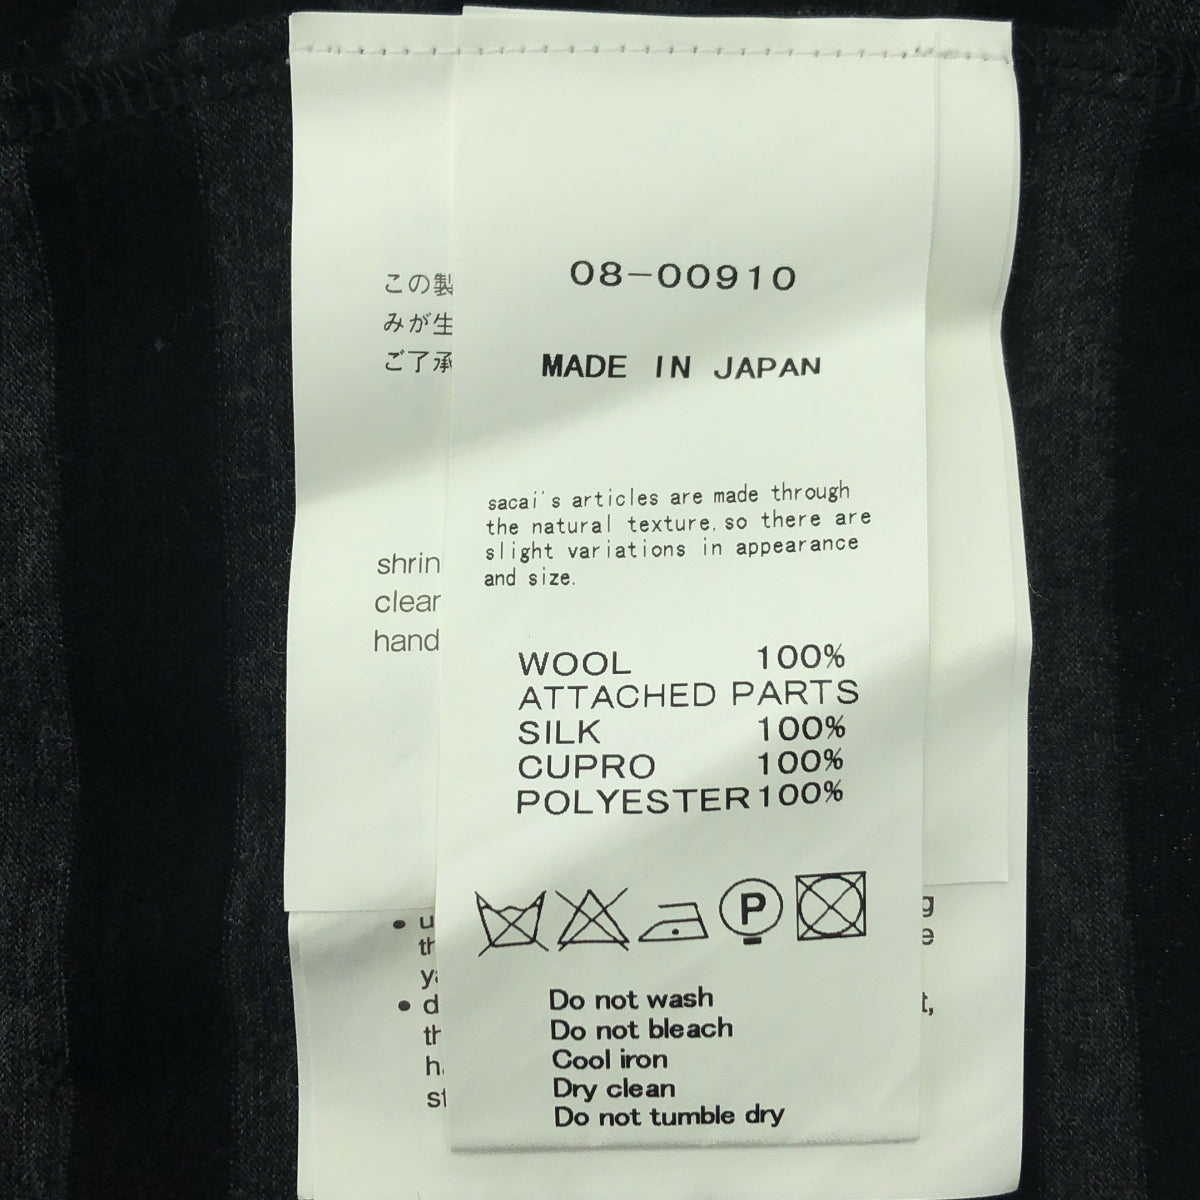 08-00910
MADE IN JAPAN
sacai's articles are made through
the natural texture, so there are
slight variations in appearance
and size.
WOOL 100%
ATTACHED PARTS
SILK 100%
CUPRO 100%
POLYESTER 100%
P
Do not wash
Do not bleach
Cool iron
Dry clean
Do not tumble dry
この製
みが生
ご了承
shrin
clean
hand